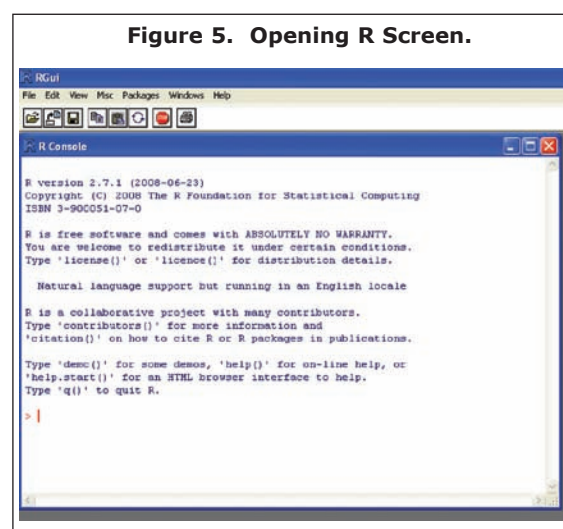 Figure 5. Opening R Screen.
RGui
File Edit View Misc Packages Windows Help
STOP
R Console
R version 2.7.1 (2008-06-23)
Copyright (C) 2008 The R Foundation for Statistical Computing
ISBN 3-900051-07-0
R is free software and comes with ABSOLUTELY NO WARRANTY.
You are welcome to redistribute it under certain conditions.
Type 'license()' or 'licence()' for distribution details.
Natural language support but running in an English locale
R is a collaborative project with many contributors.
Type 'contributors()' for more information and
'citation()' on how to cite R or R packages in publications.
Type 'demo()' for some demos, 'help()' for on-line help, or
'help.start()' for an HTML browser interface to help.
Type 'q()' to quit R.
>